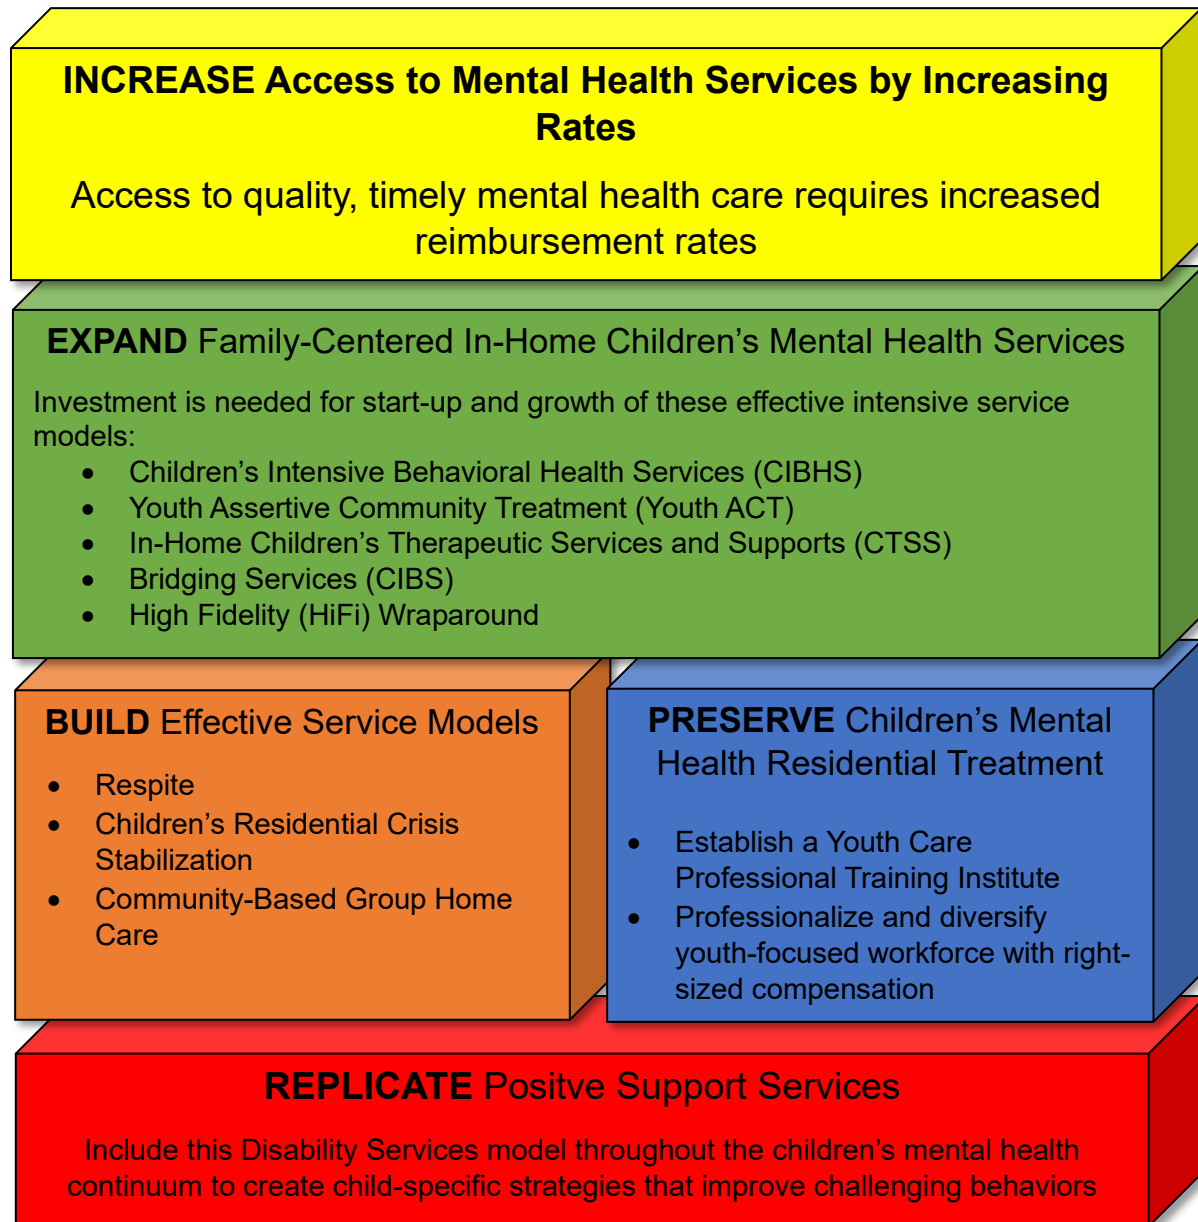 INCREASE Access to Mental Health Services by Increasing
Rates
Access to quality, timely mental health care requires increased
reimbursement rates
EXPAND Family-Centered In-Home Children’s Mental Health Services
Investment is needed for start-up and growth of these effective intensive service
models:
• Children’s Intensive Behavioral Health Services (CIBHS)
• Youth Assertive Community Treatment (Youth ACT)
• In-Home Children’s Therapeutic Services and Supports (CTSS)
• Bridging Services (CIBS)
• High Fidelity (HiFi) Wraparound
BUILD Effective Service Models
• Respite
• Children’s Residential Crisis
Stabilization
• Community-Based Group Home
Care
PRESERVE Children’s Mental
Health Residential Treatment
• Establish a Youth Care
Professional Training Institute
• Professionalize and diversify
youth-focused workforce with right-
sized compensation
REPLICATE Positve Support Services
Include this Disability Services model throughout the children’s mental health
continuum to create child-specific strategies that improve challenging behaviors